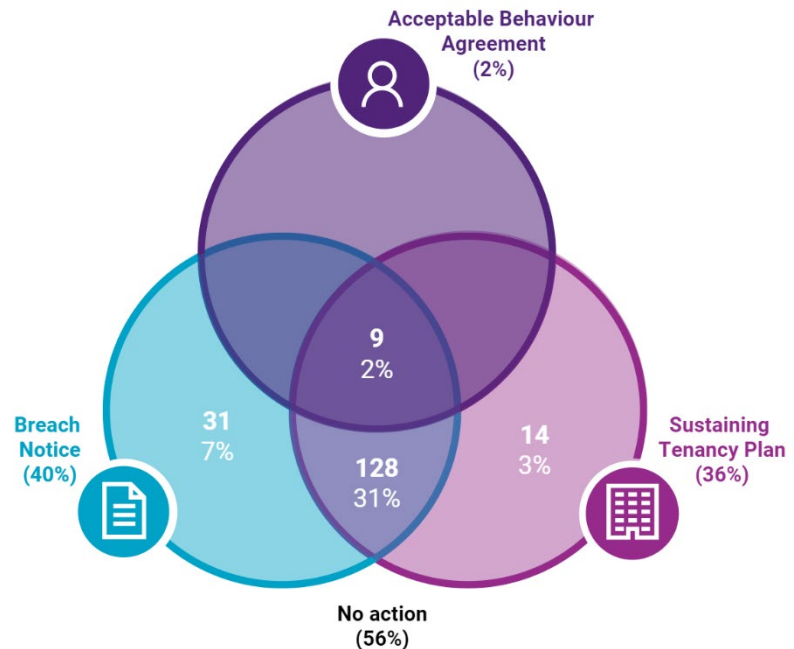 Acceptable Behaviour
Agreement
(2%)
9
2%
31
7%
14
3%
128
31%
Breach
Notice
(40%)
Sustaining
Tenancy Plan
(36%)
No action
(56%)